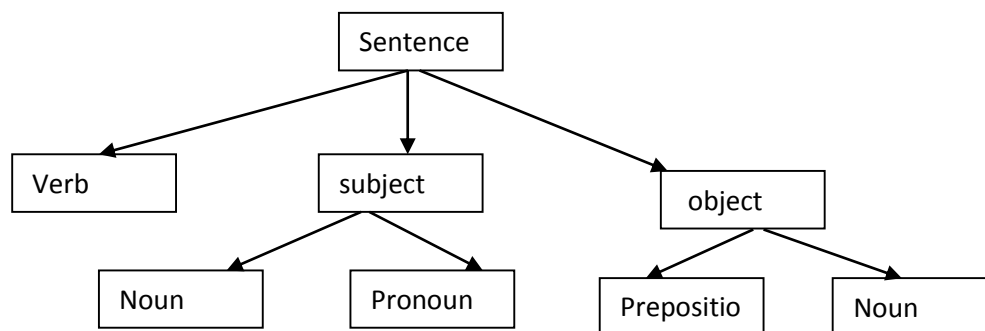 Sentence
Verb
subject
object
Noun
Pronoun
Prepositio
Noun